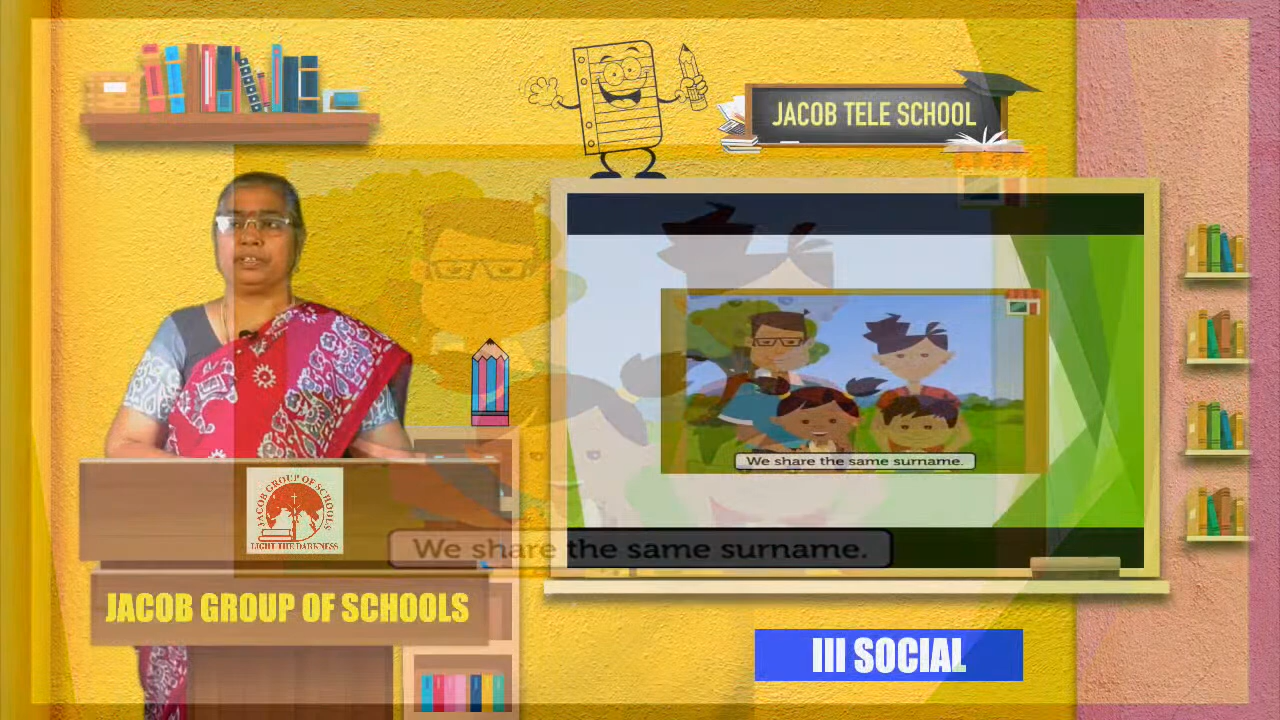 JACOB TELE SCHOOL
We share the same surname.
JACOB GROUP OF SCHOOLS
LIGHT THE DARKNESS
We share the same surname.
JACOB GROUP OF SCHOOLS
III SOCIAL